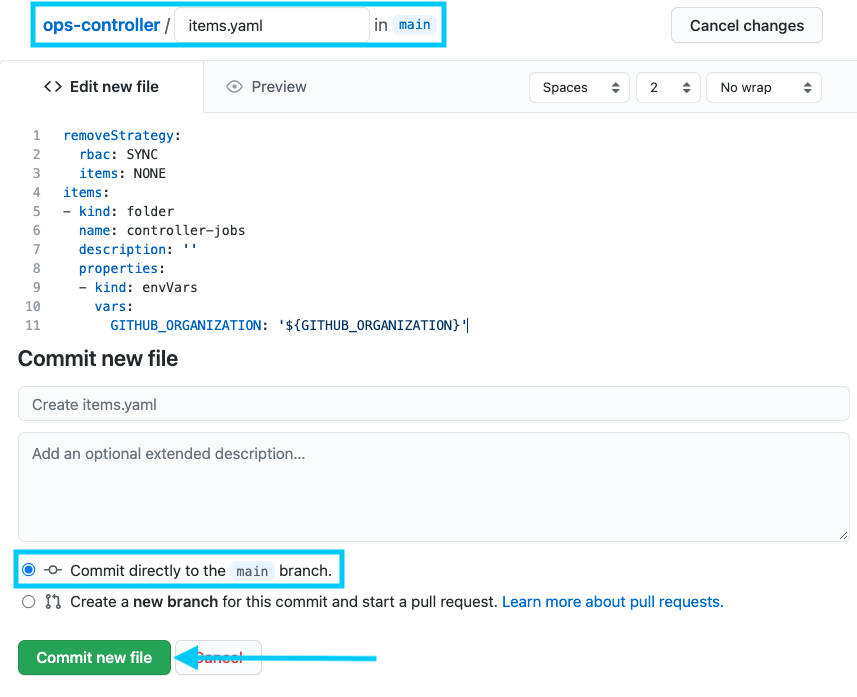 ops-controller / items.yaml in main Cancel changes
<> Edit new file Preview Spaces 2 No wrap
1 removeStrategy:
2   rbac: SYNC
3   items: NONE
4 items:
5 - kind: folder
6   name: controller-jobs
7   description: ''
8   properties:
9   - kind: envVars
10     vars:
11       GITHUB_ORGANIZATION: '${GITHUB_ORGANIZATION}'
Commit new file
Create items.yaml
Add an optional extended description...
Commit directly to the main branch.
Create a new branch for this commit and start a pull request. Learn more about pull requests.
Commit new file Cancel